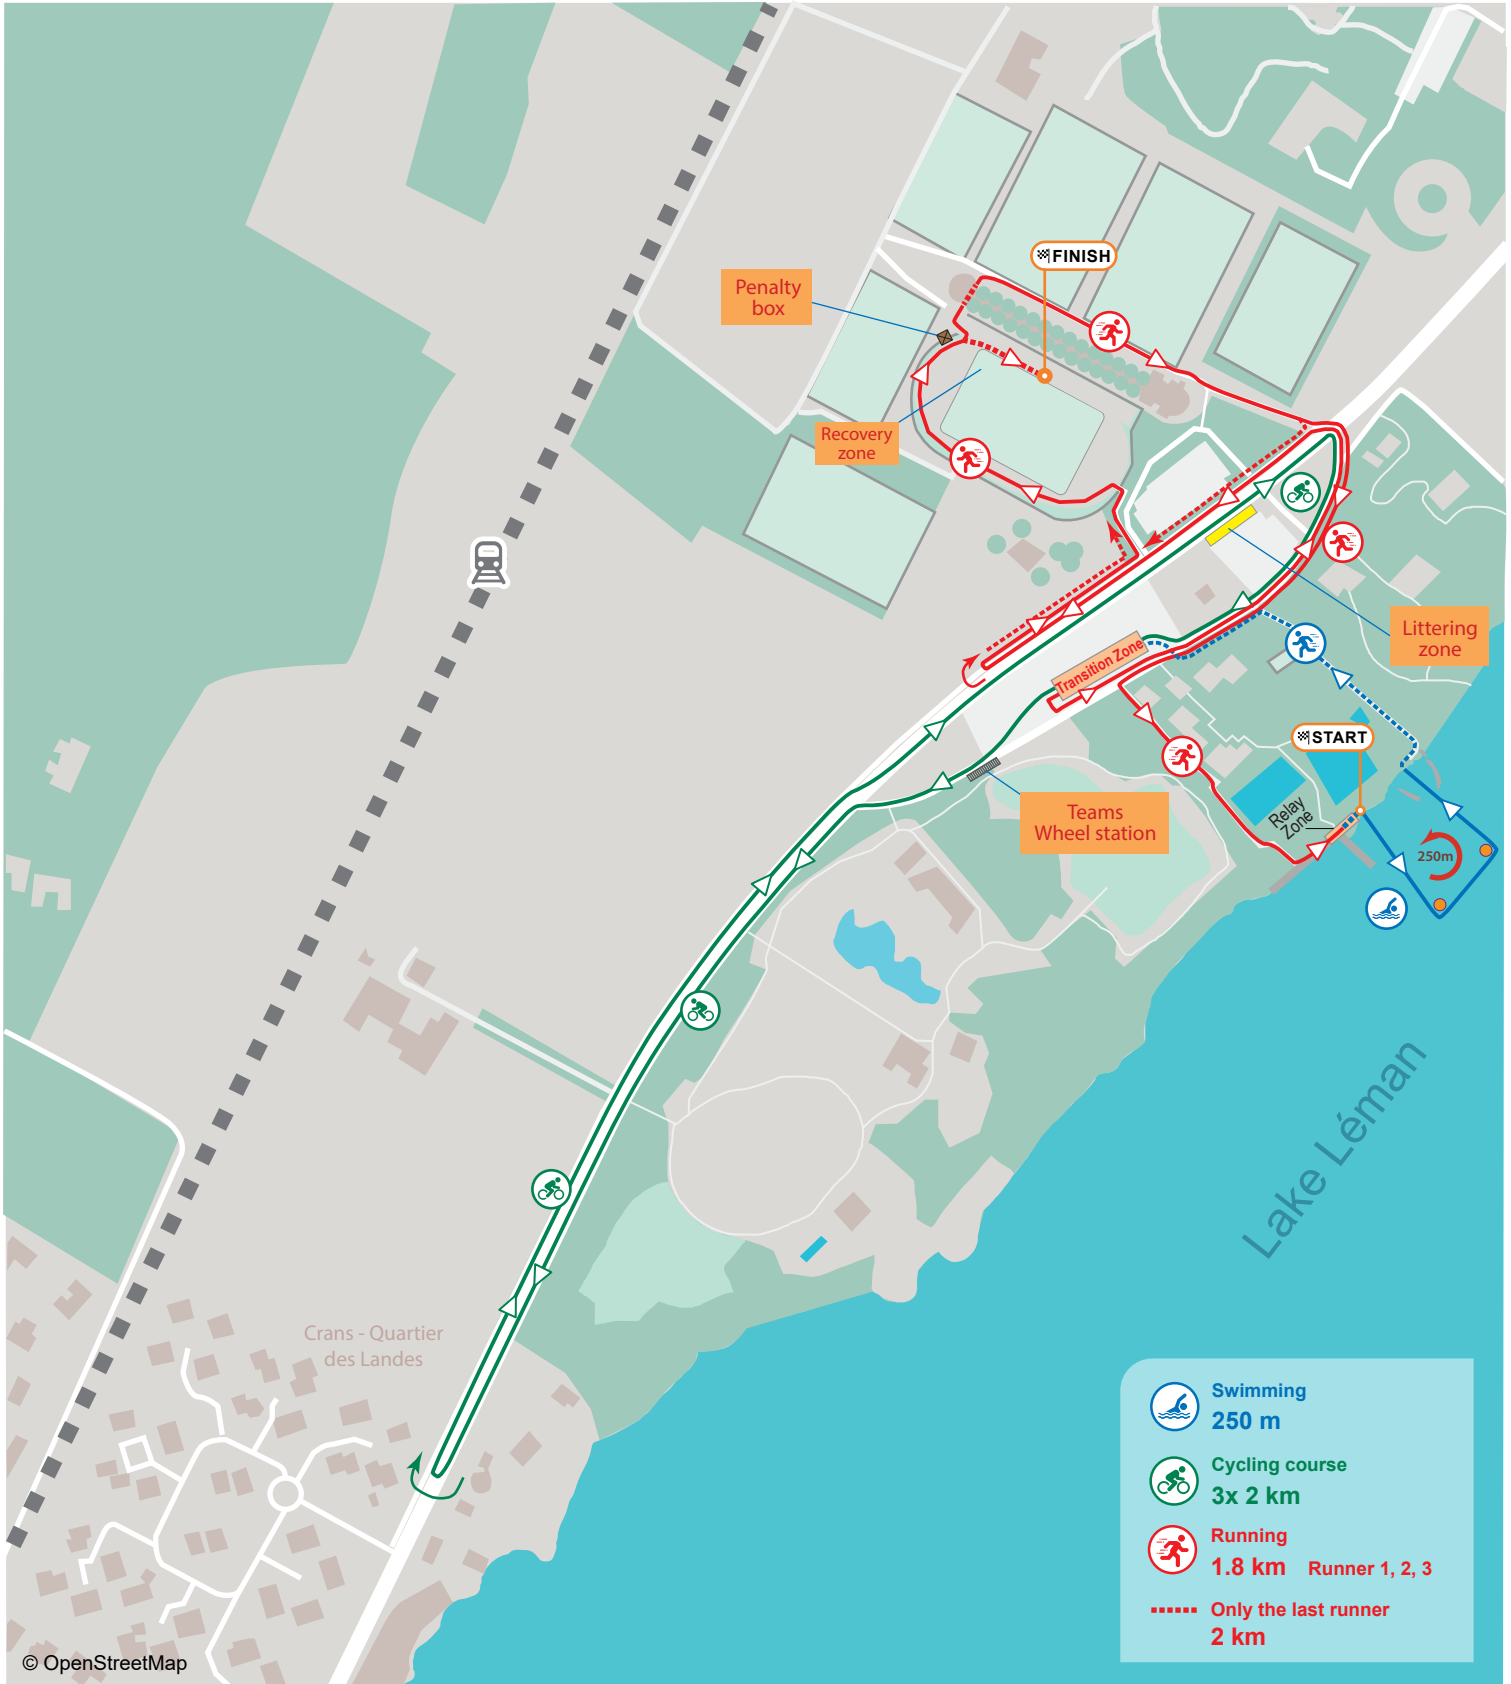 FINISH
Penalty
box
Recovery
zone
Littering
zone
Transition Zone
START
Teams
Wheel station
Relay
Zone
250m
Lake Léman
Crans - Quartier
des Landes
Swimming
250 m
Cycling course
3x 2 km
Running
1.8 km Runner 1, 2, 3
Only the last runner
2 km
© OpenStreetMap